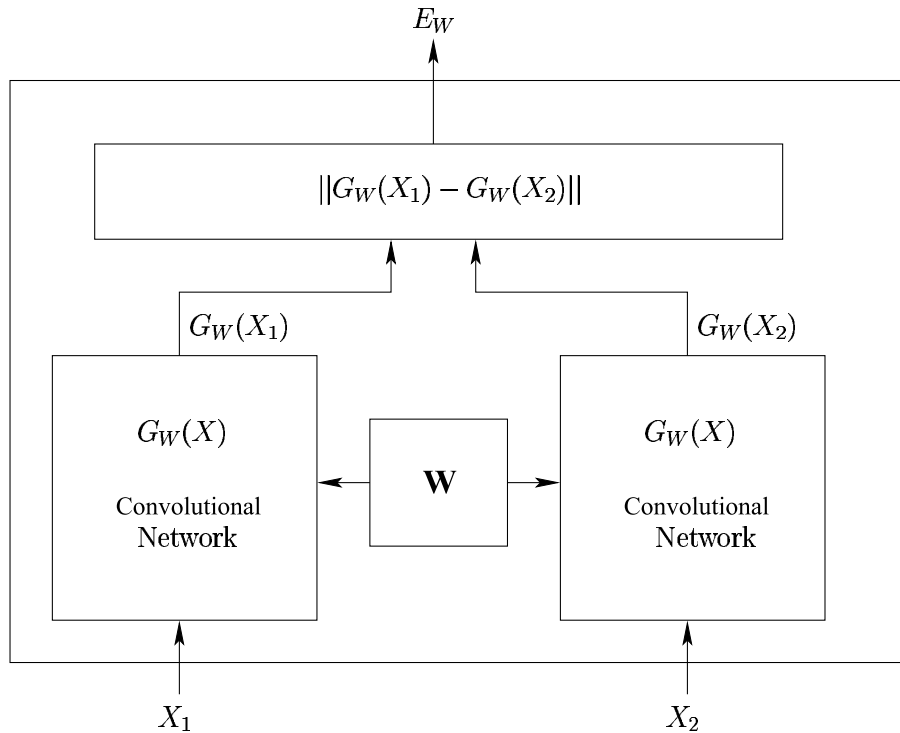 E_W
||G_W(X_1) – G_W(X_2)||
G_W(X_1)
G_W(X_2)
G_W(X)
Convolutional
Network
W
G_W(X)
Convolutional
Network
X_1
X_2